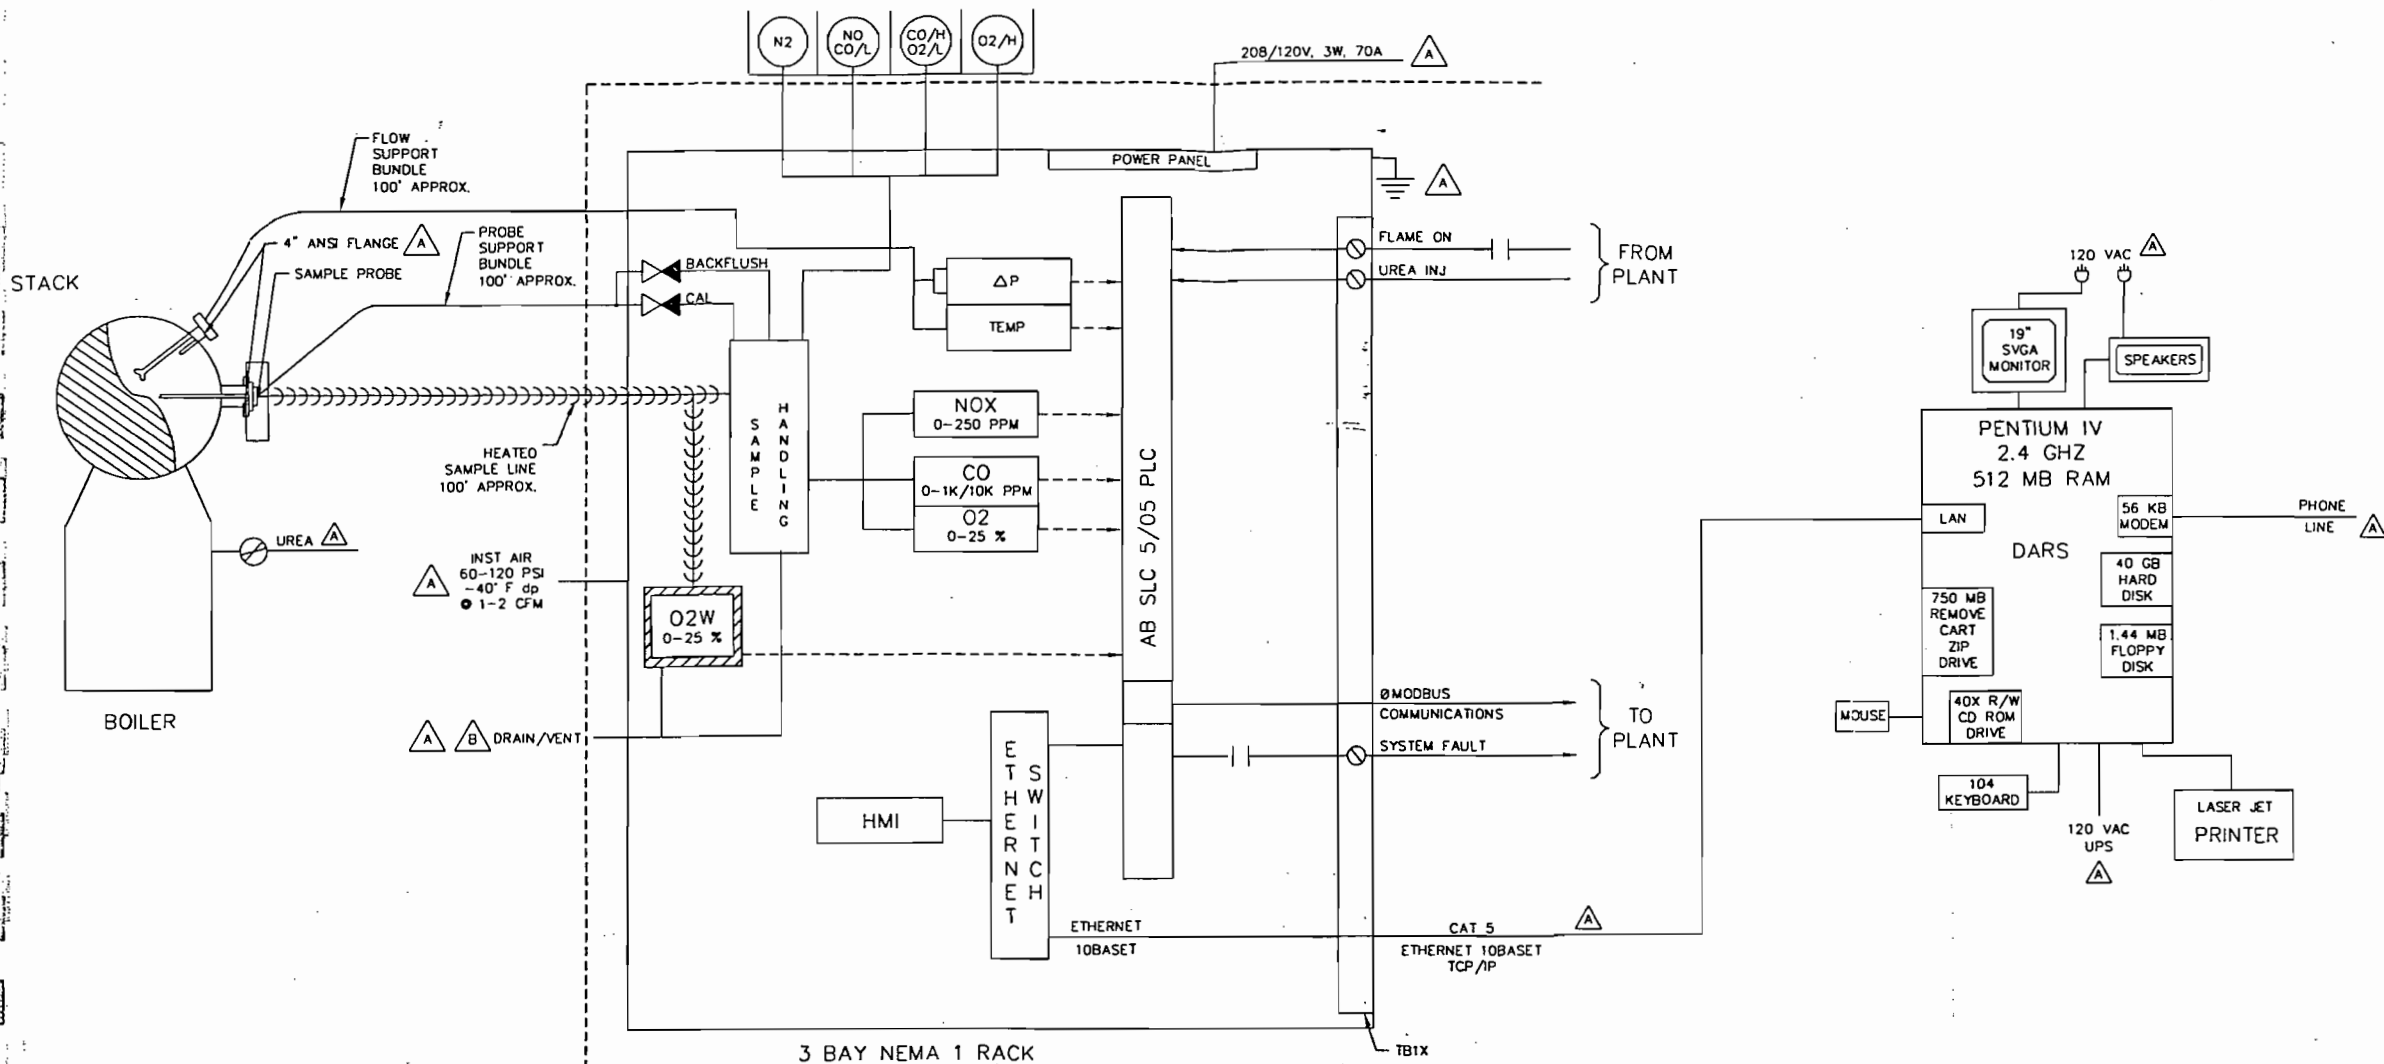 N2
NO
CO/L
CO/H
O2/L
O2/H
208/120V, 3W, 70A
A
POWER PANEL
A
FLOW
SUPPORT
BUNDLE
100' APPROX.
4" ANSI FLANGE
A
SAMPLE PROBE
PROBE
SUPPORT
BUNDLE
100' APPROX.
STACK
BACKFLUSH
CAL
ΔP
TEMP
FLAME ON
UREA INJ
FROM
PLANT
120 VAC
A
19"
SVGA
MONITOR
SPEAKERS
HEATED
SAMPLE LINE
100' APPROX.
SAMPLE
HANDLING
NOX
0-250 PPM
CO
0-1K/10K PPM
O2
0-25 %
AB SLC 5/05 PLC
PENTIUM IV
2.4 GHZ
512 MB RAM
LAN
56 KB
MODEM
PHONE
LINE
A
DARS
40 GB
HARD
DISK
750 MB
REMOVE
CART
ZIP
DRIVE
1.44 MB
FLOPPY
DISK
MOUSE
40X R/W
CD ROM
DRIVE
104
KEYBOARD
120 VAC
UPS
A
LASER JET
PRINTER
UREA
A
BOILER
A
INST AIR
60-120 PSI
-40° F dp
@ 1-2 CFM
O2W
0-25 %
A
B
DRAIN/VENT
ØMODBUS
COMMUNICATIONS
SYSTEM FAULT
TO
PLANT
ETHERNET
SWITCH
HMI
ETHERNET
10BASET
CAT 5
ETHERNET 10BASET
TCP/IP
A
TB1X
3 BAY NEMA 1 RACK